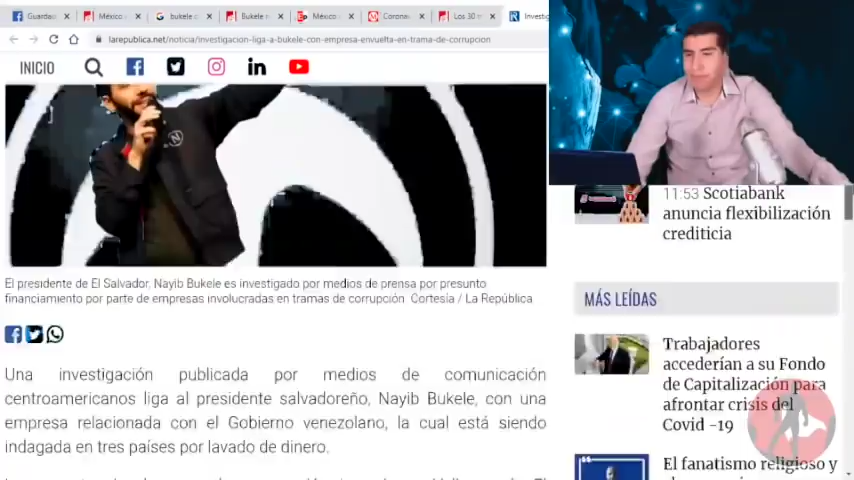 Guardad
México
bukele c
Bukele n
México
Coronav
Los 30 m
Investig
larepublica.net/noticia/investigacion-liga-a-bukele-con-empresa-envuelta-en-trama-de-corrupcion
INICIO
N
El presidente de El Salvador, Nayib Bukele es investigado por medios de prensa por presunto
financiamiento por parte de empresas involucradas en tramas de corrupción Cortesía / La República
Una investigación publicada por medios de comunicación
centroamericanos liga al presidente salvadoreño, Nayib Bukele, con una
empresa relacionada con el Gobierno venezolano, la cual está siendo
indagada en tres países por lavado de dinero.
11:53 Scotiabank
anuncia flexibilización
crediticia
MÁS LEÍDAS
Trabajadores
accederían a su Fondo
de Capitalización para
afrontar crisis del
Covid -19
El fanatismo religioso y